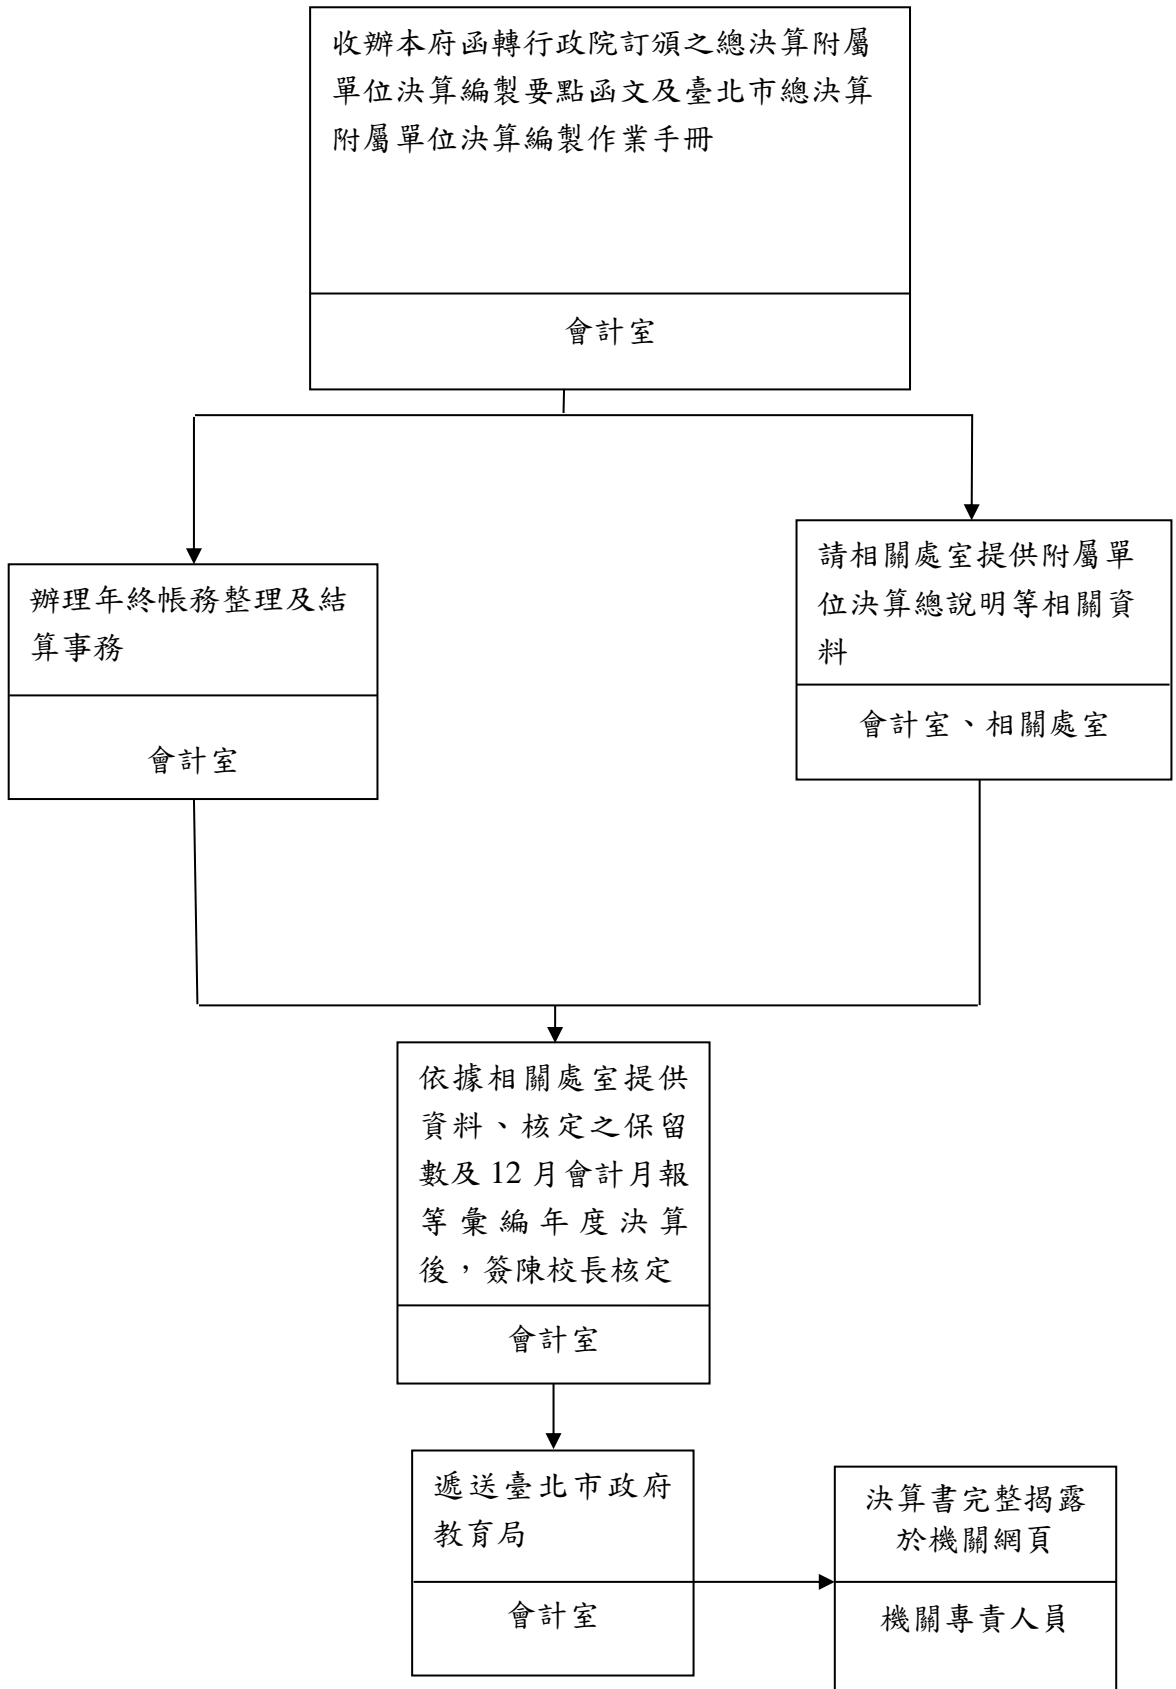 收辦本府函轉行政院訂頒之總決算附屬
單位決算編製要點函文及臺北市總決算
附屬單位決算編製作業手冊
會計室
辦理年終帳務整理及結
算事務
會計室
請相關處室提供附屬單
位決算總說明等相關資
料
會計室、相關處室
依據相關處室提供
資料、核定之保留
數及 12 月會計月報
等彙編年度決算
後，簽陳校長核定
會計室
遞送臺北市政府
教育局
會計室
決算書完整揭露
於機關網頁
機關專責人員